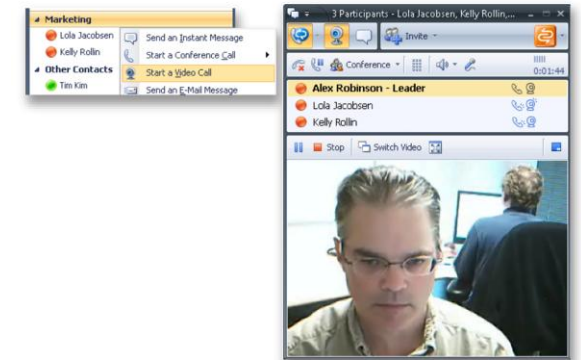 Marketing
Lola Jacobsen
Kelly Rollin
Other Contacts
Tim Kim
Send an Instant Message
Start a Conference Call
Start a Video Call
Send an E-Mail Message
3 Participants - Lola Jacobsen, Kelly Rollin,...
Invite
Conference
0:01:44
Alex Robinson - Leader
Lola Jacobsen
Kelly Rollin
Stop
Switch Video